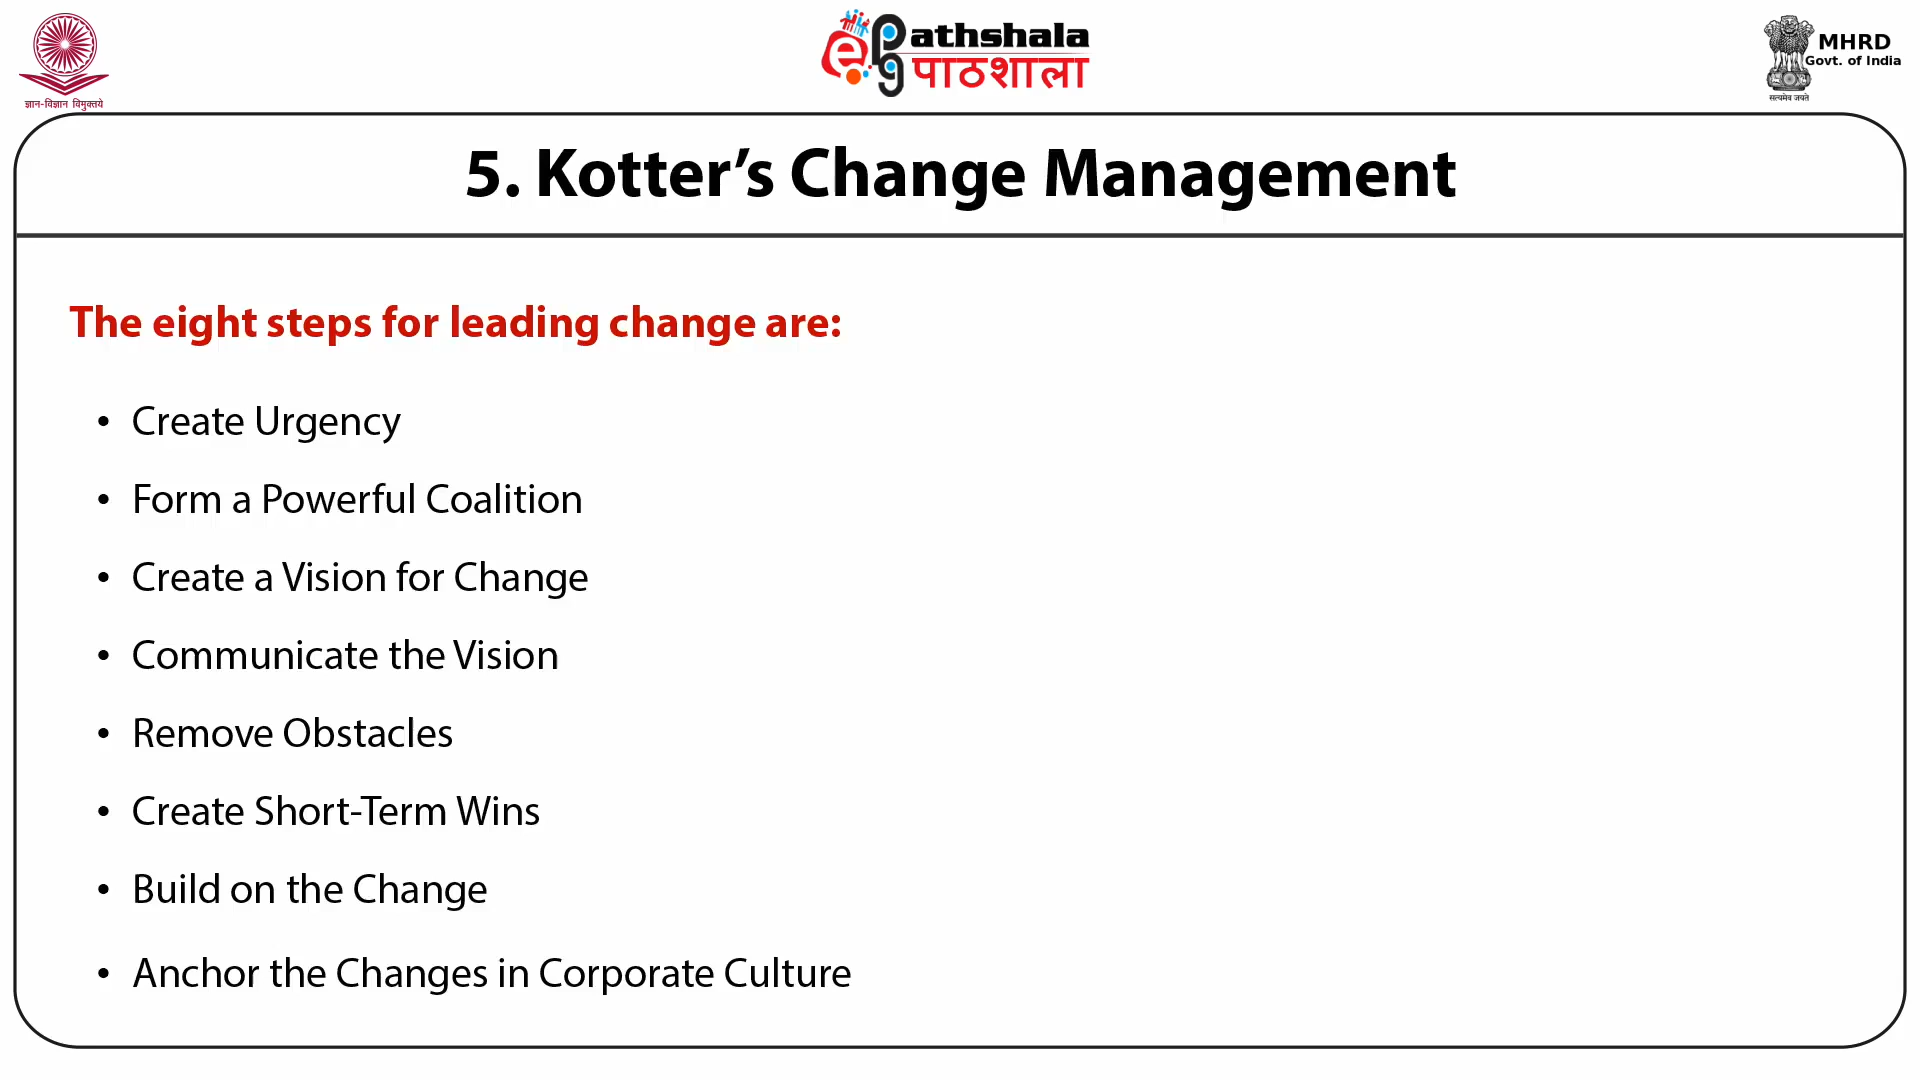 ज्ञान-विज्ञान विमुक्तये
ePathshala
पाठशाला
MHRD
Govt. of India
सत्यमेव जयते
5. Kotter’s Change Management
The eight steps for leading change are:
• Create Urgency
• Form a Powerful Coalition
• Create a Vision for Change
• Communicate the Vision
• Remove Obstacles
• Create Short-Term Wins
• Build on the Change
• Anchor the Changes in Corporate Culture